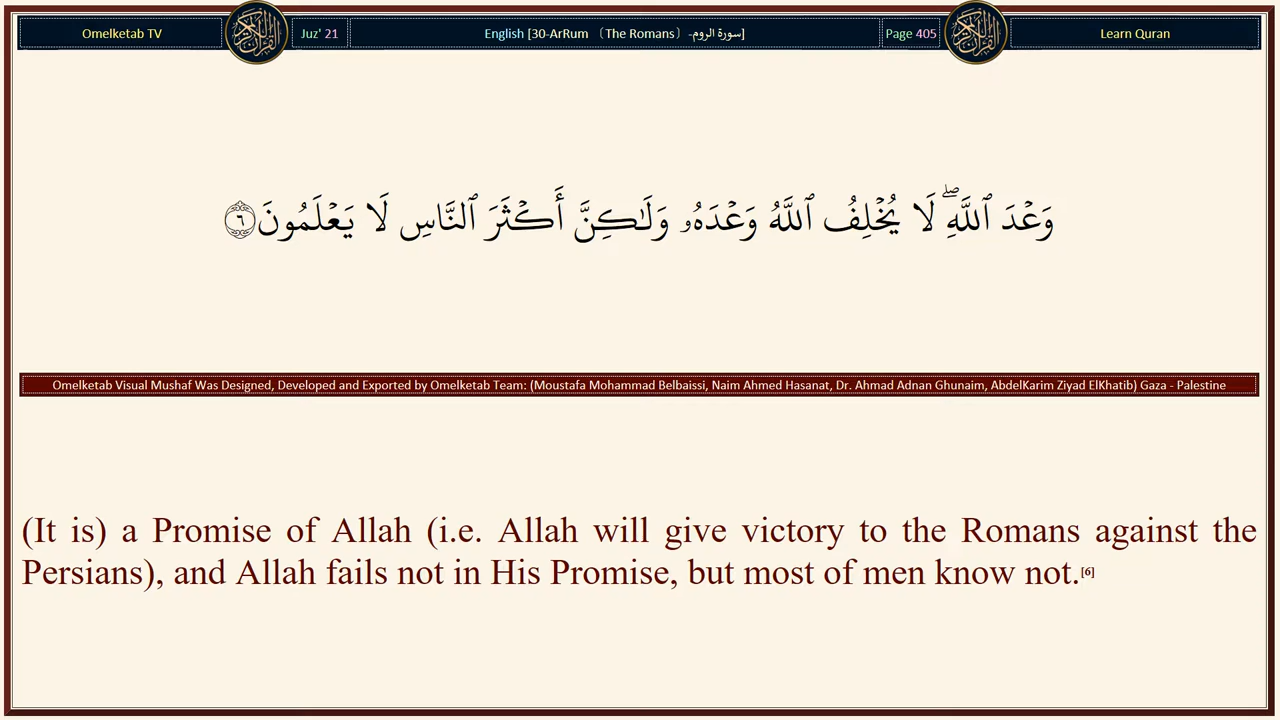 Omelketab TV
Juz' 21
English [30-ArRum 〔The Romans〕-سورة الروم]
Page 405
Learn Quran
وَعْدَ ٱللَّهِۖ لَا يُخْلِفُ ٱللَّهُ وَعْدَهُۥ وَلَٰكِنَّ أَكْثَرَ ٱلنَّاسِ لَا يَعْلَمُونَ ٦
Omelketab Visual Mushaf Was Designed, Developed and Exported by Omelketab Team: (Moustafa Mohammad Belbaissi, Naim Ahmed Hasanat, Dr. Ahmad Adnan Ghunaim, AbdelKarim Ziyad ElKhatib) Gaza - Palestine
(It is) a Promise of Allah (i.e. Allah will give victory to the Romans against the
Persians), and Allah fails not in His Promise, but most of men know not.[6]